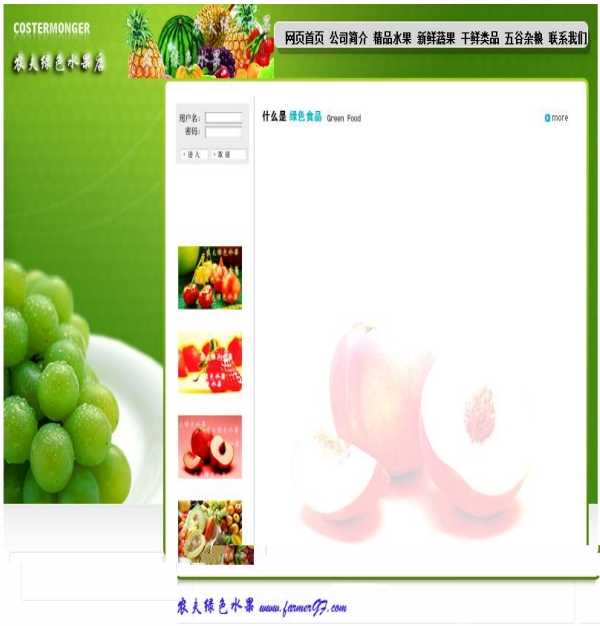 COSTERMONGER
农夫绿色水果店
网页首页 公司简介 精品水果 新鲜蔬果 干鲜类品 五谷杂粮 联系我们
用户名:
密码:
进入
什么是 绿色食品 Green Food
more
农夫绿色水果 www.farmer97.com